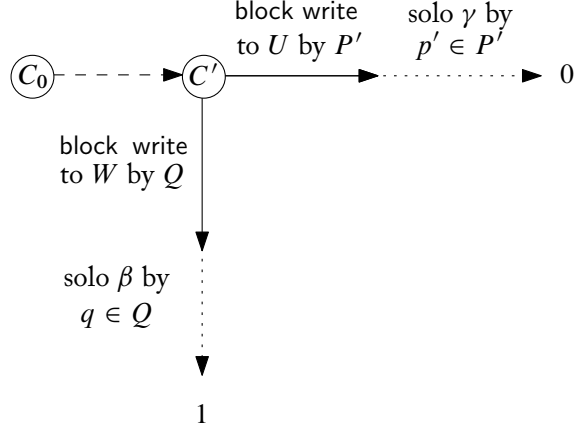 block write
to U by P′
solo γ by
p′ ∈ P′
C₀
C′
0
block write
to W by Q
solo β by
q ∈ Q
1